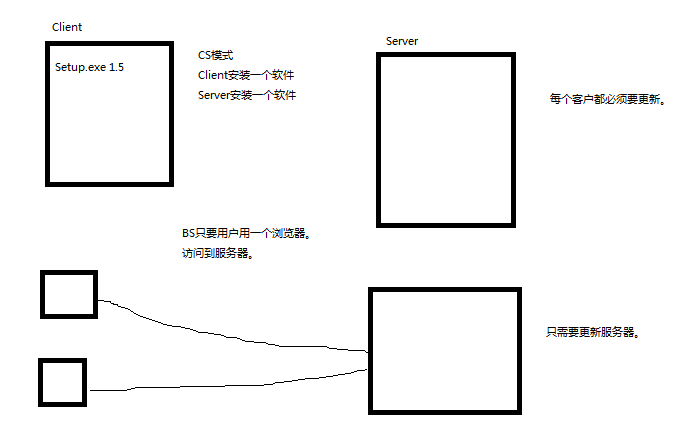 Client
Server
Setup.exe 1.5
CS模式
Client安装一个软件
Server安装一个软件
每个客户都必须要更新。
BS只要用户用一个浏览器。
访问到服务器。
只需要更新服务器。